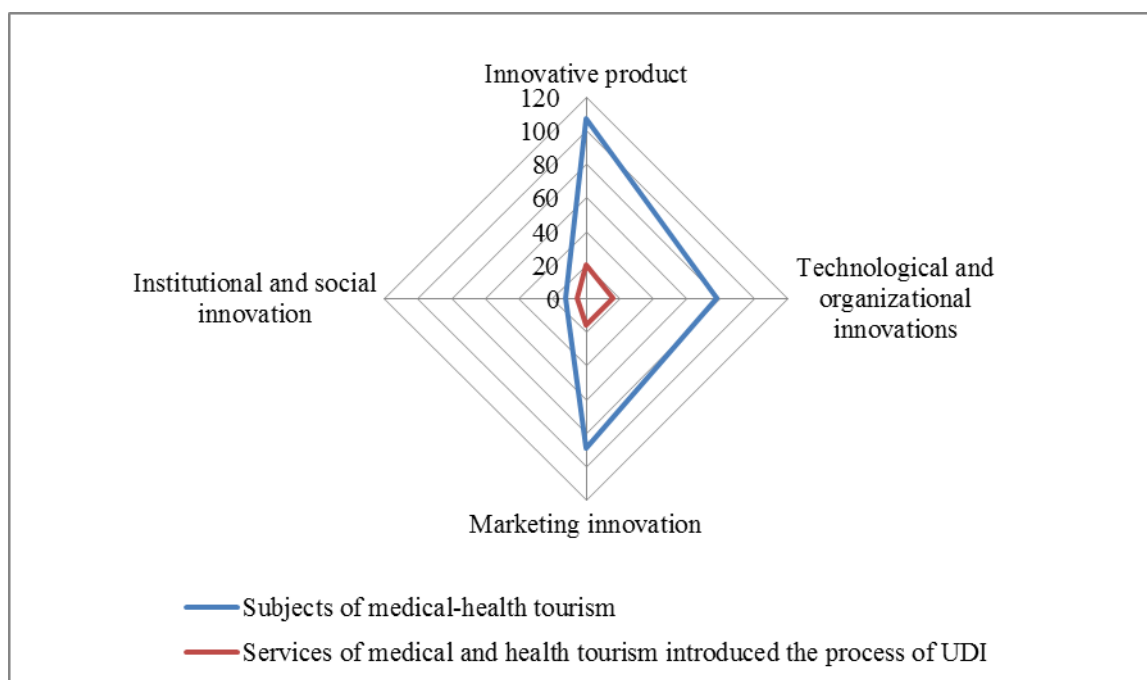 Innovative product
120
100
80
60
40
20
0
Institutional and social
innovation
Technological and
organizational
innovations
Marketing innovation
Subjects of medical-health tourism
Services of medical and health tourism introduced the process of UDI